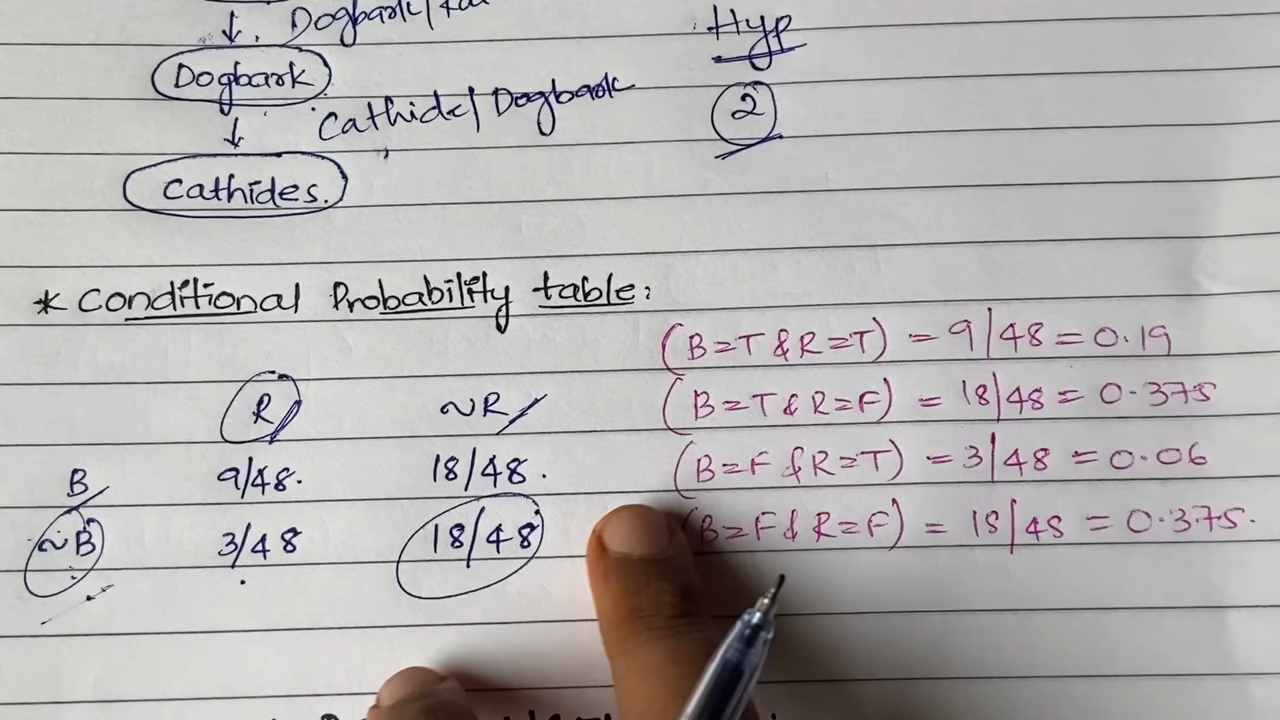 ↓. Dogbark/
Hyp
Dogbark
2
↓ Cathide/Dogbark
Cathides.
* Conditional Probability table:
(B=T & R=T) = 9/48 = 0.19
R ~R
(B=T & R=F) = 18/48 = 0.375
B 9/48. 18/48.
(B=F & R=T) = 3/48 = 0.06
~B 3/48 18/48
(B=F & R=F) = 18/48 = 0.375.